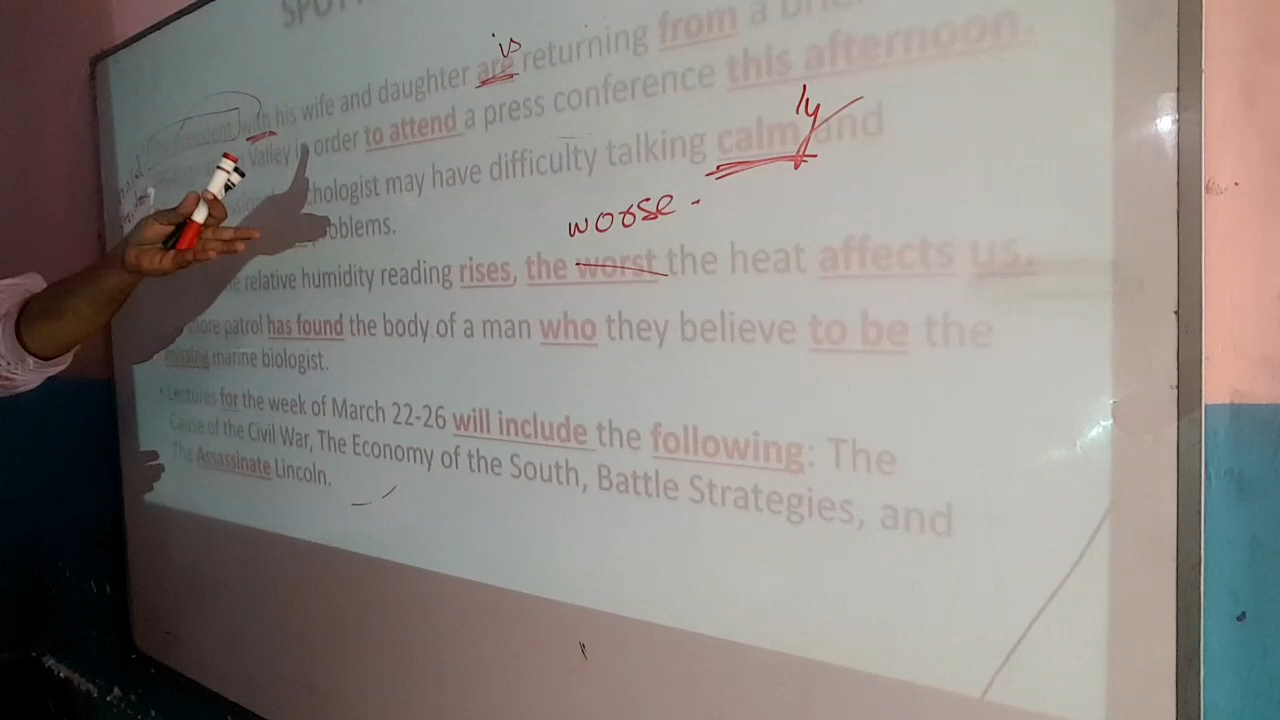 SPOT
is
with his wife and daughter are returning from a brief
Valley in order to attend a press conference this afternoon.
ly
may have difficulty talking calm and
problems.
worse.
relative humidity reading rises, the worst the heat affects us.
patrol has found the body of a man who they believe to be the
missing marine biologist.
• Lectures for the week of March 22-26 will include the following: The
Cause of the Civil War, The Economy of the South, Battle Strategies, and
The Assassinate Lincoln.